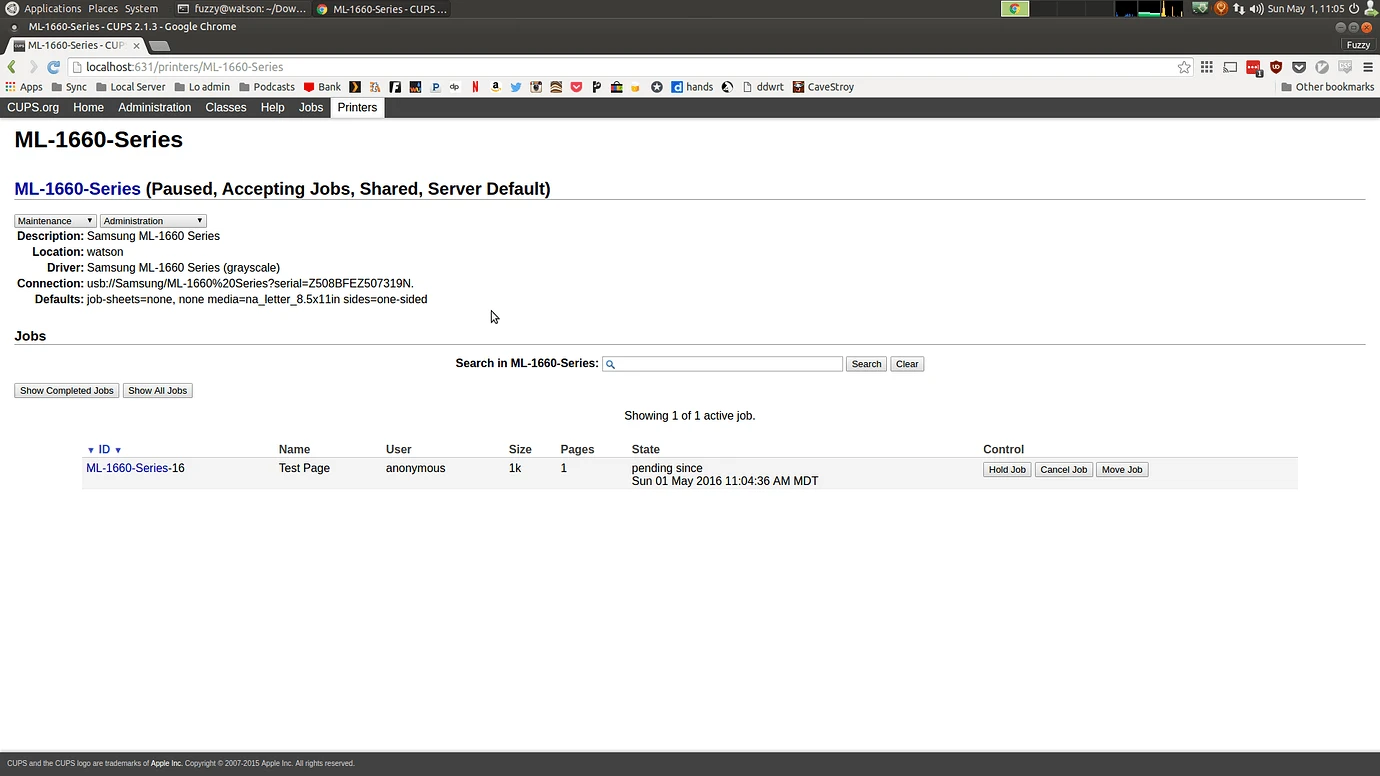 Applications Places System fuzzy@watson: ~/Dow... ML-1660-Series - CUPS ... Sun May 1, 11:05
ML-1660-Series - CUPS 2.1.3 - Google Chrome
ML-1660-Series - CUP Fuzzy
localhost:631/printers/ML-1660-Series
Apps Sync Local Server Lo admin Podcasts Bank dp hands ddwrt CaveStroy Other bookmarks
CUPS.org Home Administration Classes Help Jobs Printers
ML-1660-Series
ML-1660-Series (Paused, Accepting Jobs, Shared, Server Default)
Maintenance Administration
Description: Samsung ML-1660 Series
Location: watson
Driver: Samsung ML-1660 Series (grayscale)
Connection: usb://Samsung/ML-1660%20Series?serial=Z508BFEZ507319N.
Defaults: job-sheets=none, none media=na_letter_8.5x11in sides=one-sided
Jobs
Search in ML-1660-Series: Search Clear
Show Completed Jobs Show All Jobs
Showing 1 of 1 active job.
▼ ID ▼ Name User Size Pages State Control
ML-1660-Series-16 Test Page anonymous 1k 1 pending since Hold Job Cancel Job Move Job
Sun 01 May 2016 11:04:36 AM MDT
CUPS and the CUPS logo are trademarks of Apple Inc. Copyright © 2007-2015 Apple Inc. All rights reserved.